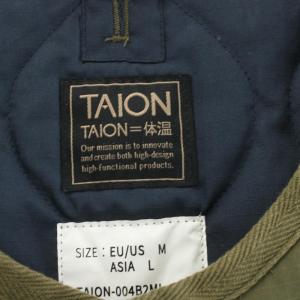 TAION
TAION=体温
Our mission is to innovate
and create both high-design
high-functional products.
SIZE: EU/US M
ASIA L